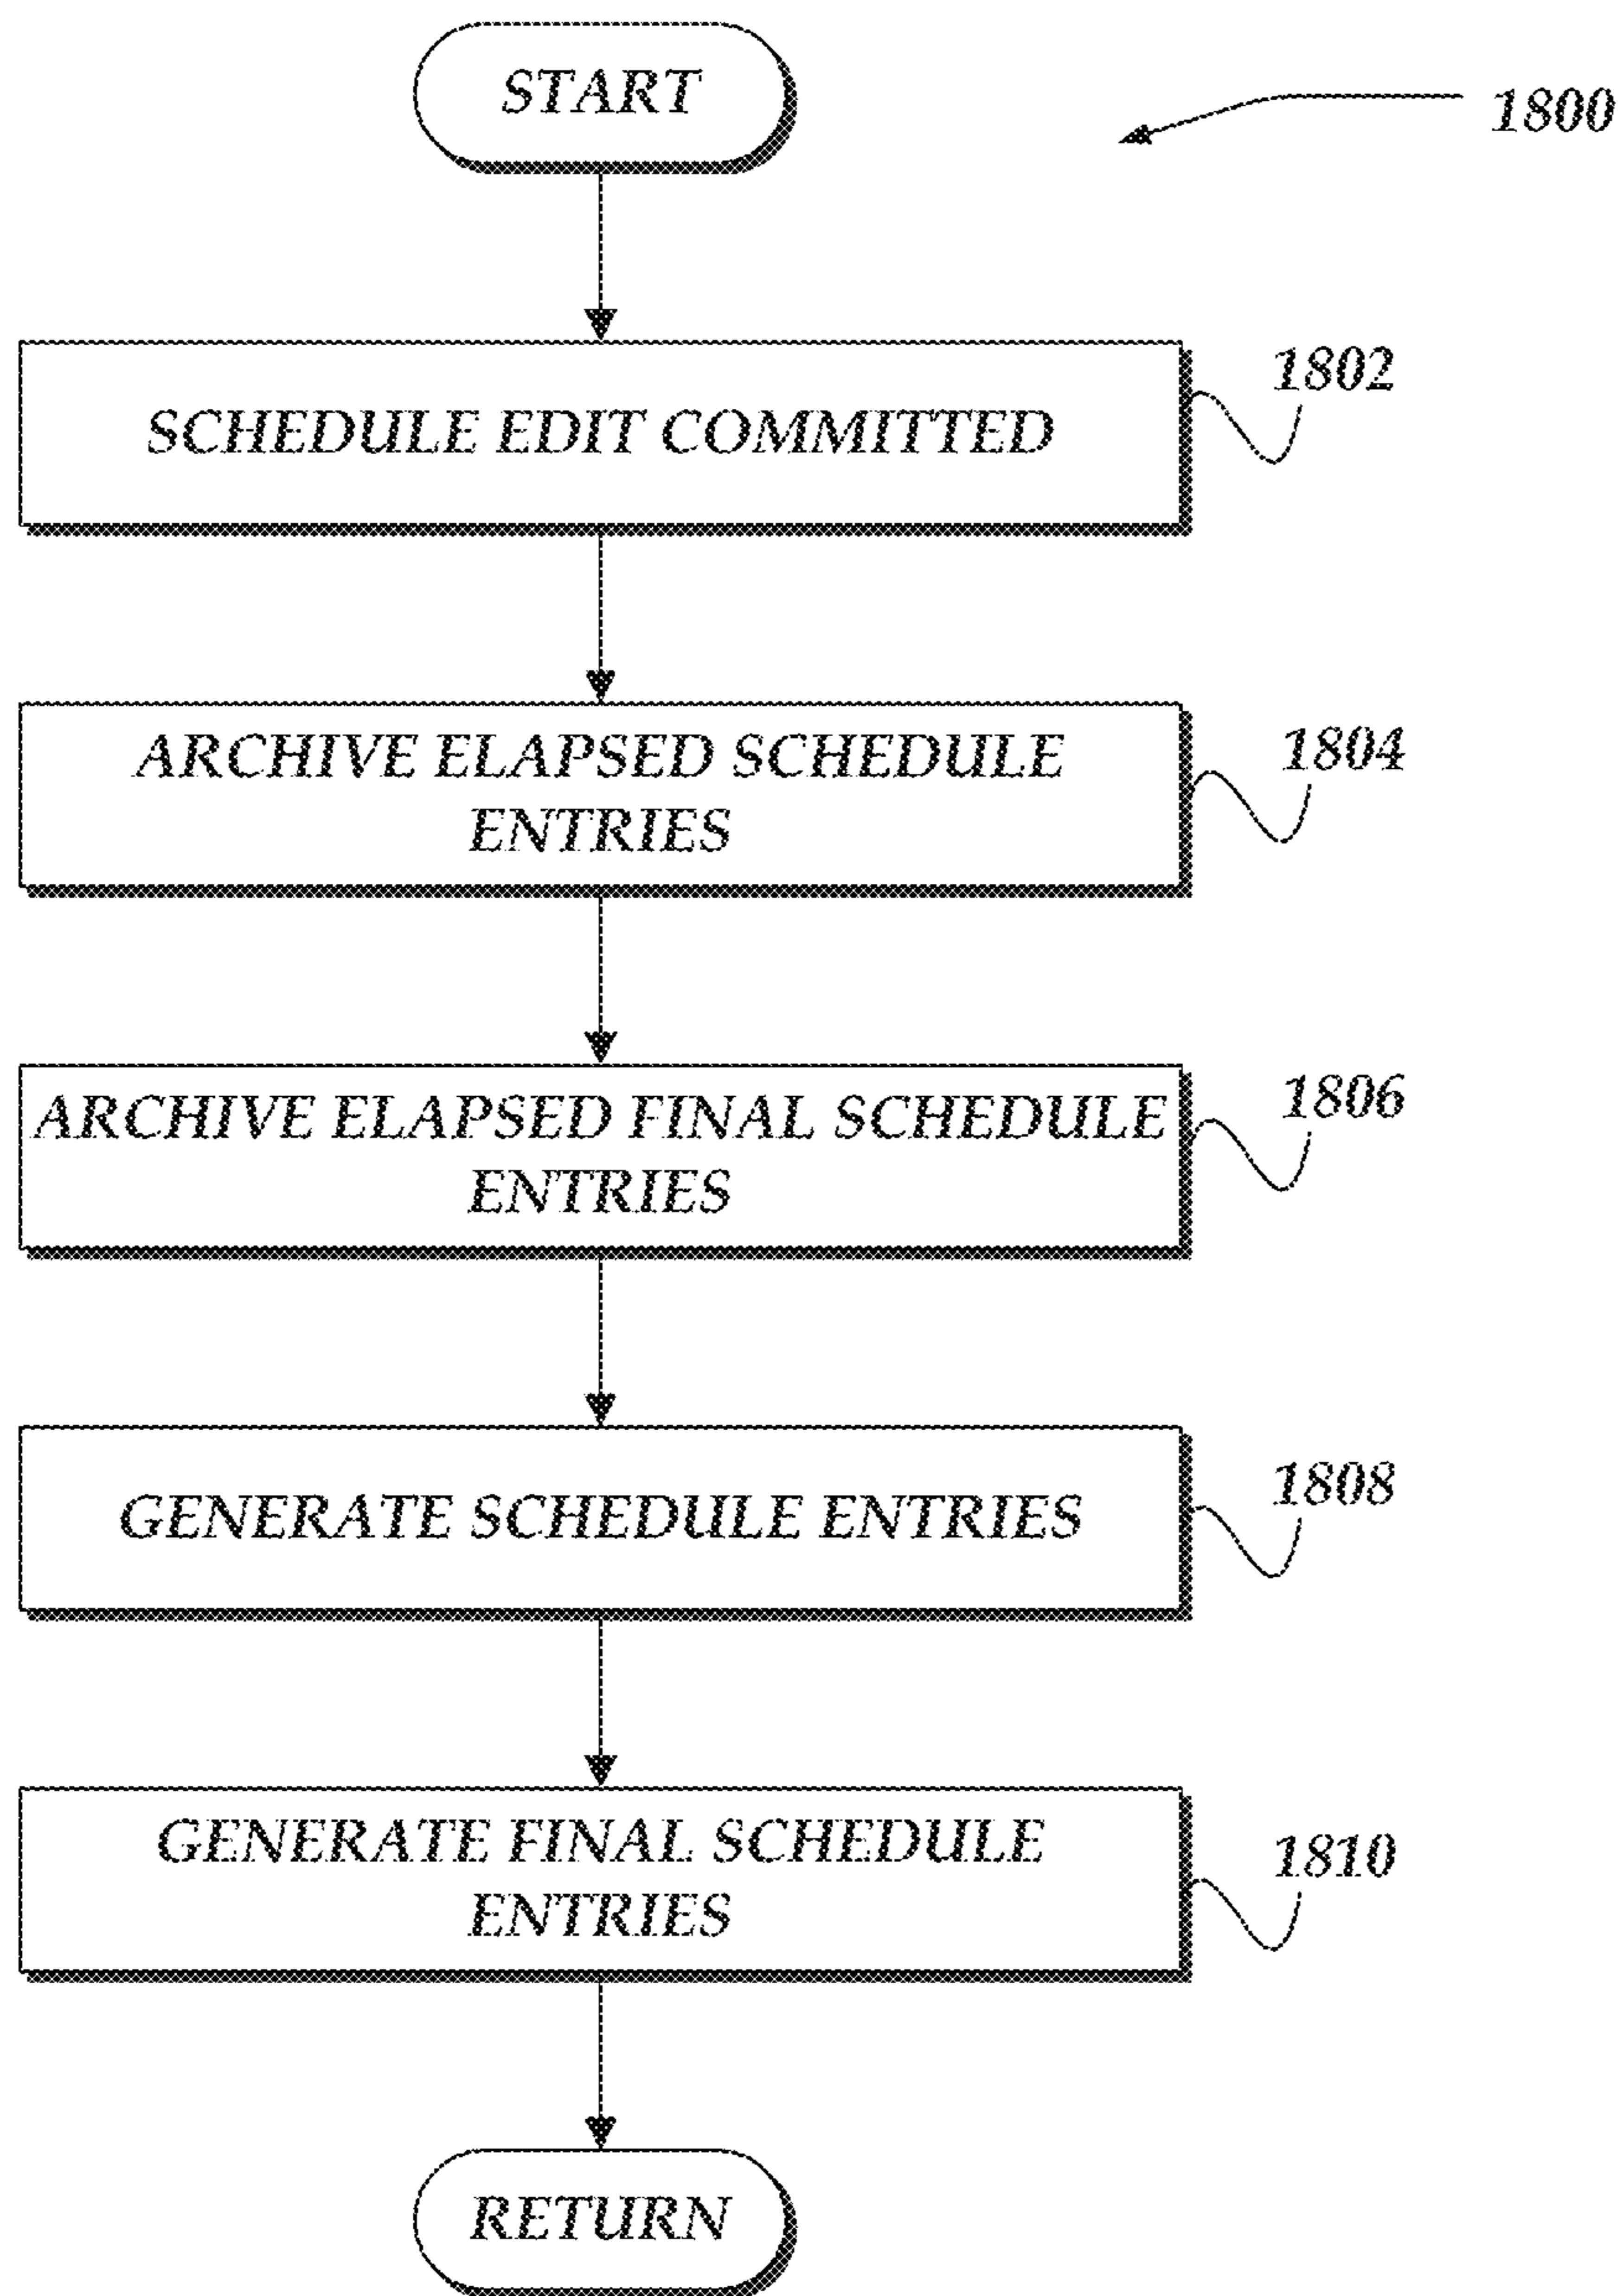 START
1800
SCHEDULE EDIT COMMITTED
1802
ARCHIVE ELAPSED SCHEDULE
ENTRIES
1804
ARCHIVE ELAPSED FINAL SCHEDULE
ENTRIES
1806
GENERATE SCHEDULE ENTRIES
1808
GENERATE FINAL SCHEDULE
ENTRIES
1810
RETURN